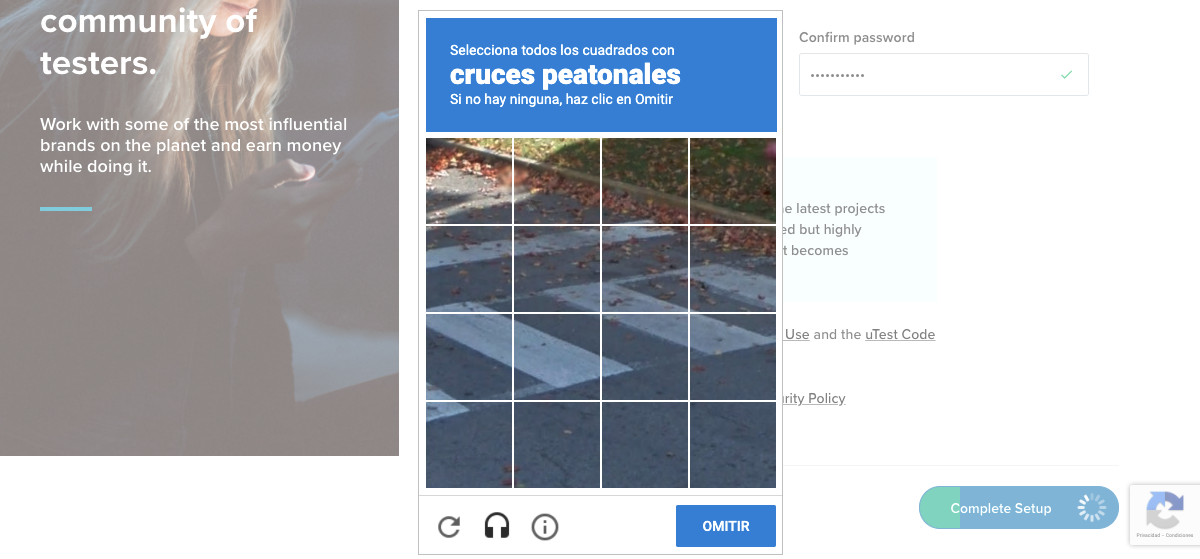 community of
testers.
Work with some of the most influential
brands on the planet and earn money
while doing it.
Selecciona todos los cuadrados con
cruces peatonales
Si no hay ninguna, haz clic en Omitir
OMITIR
Confirm password
latest projects
but highly
becomes
Use and the uTest Code
Policy
Complete Setup
Privacidad - Condiciones